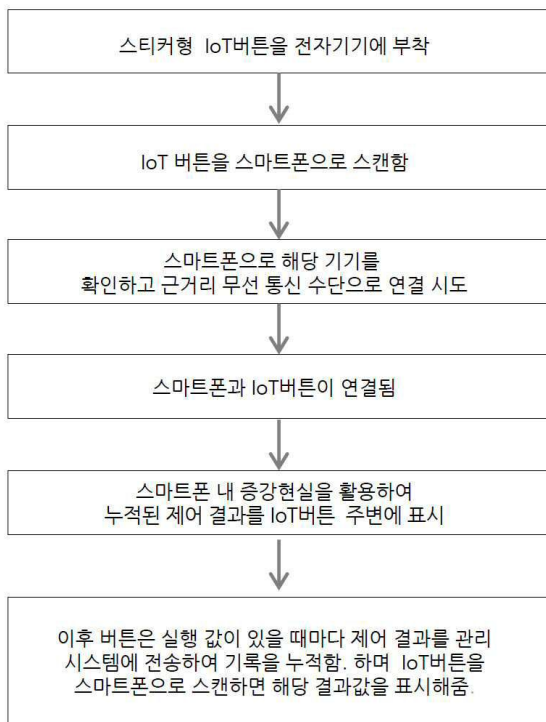 스티커형 IoT버튼을 전자기기에 부착
IoT 버튼을 스마트폰으로 스캔함
스마트폰으로 해당 기기를
확인하고 근거리 무선 통신 수단으로 연결 시도
스마트폰과 IoT버튼이 연결됨
스마트폰 내 증강현실을 활용하여
누적된 제어 결과를 IoT버튼 주변에 표시
이후 버튼은 실행 값이 있을 때마다 제어 결과를 관리
시스템에 전송하여 기록을 누적함. 하며 IoT버튼을
스마트폰으로 스캔하면 해당 결과값을 표시해줌.